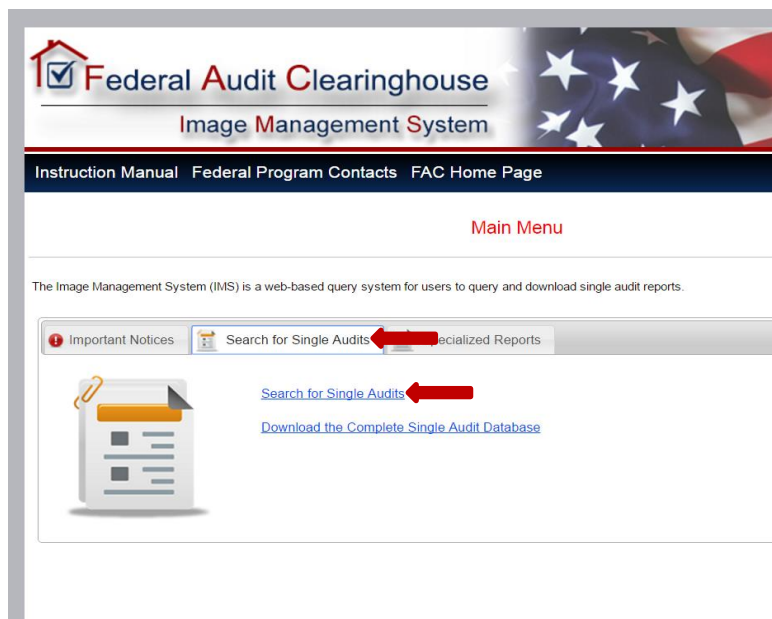 Federal Audit Clearinghouse
Image Management System
Instruction Manual Federal Program Contacts FAC Home Page
Main Menu
The Image Management System (IMS) is a web-based query system for users to query and download single audit reports.
Important Notices Search for Single Audits Specialized Reports
Search for Single Audits
Download the Complete Single Audit Database